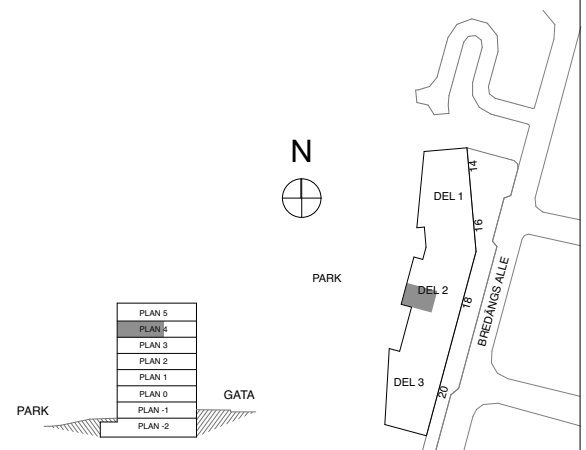 N
14
DEL 1
16
PARK
DEL 2
18
BREDÄNGS ALLE
DEL 3
20
PLAN 5
PLAN 4
PLAN 3
PLAN 2
PLAN 1
PLAN 0
PLAN -1
PLAN -2
PARK
GATA